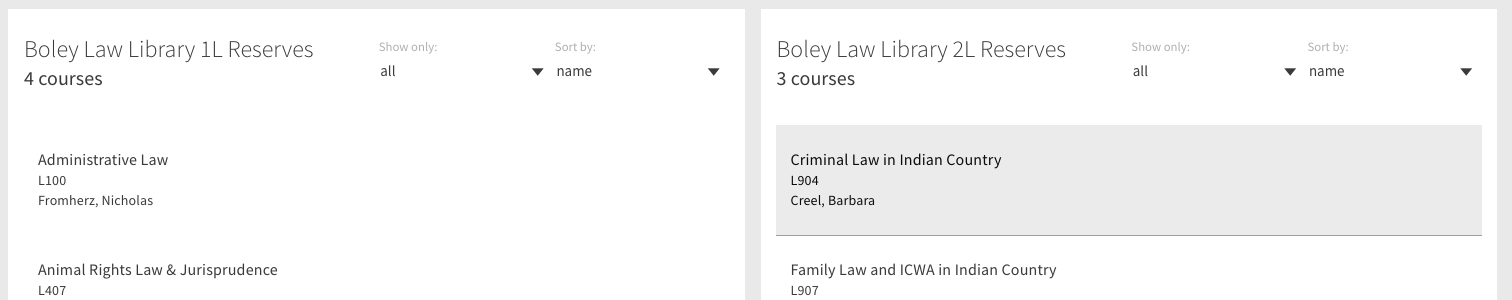 Boley Law Library 1L Reserves
4 courses
Show only:
all
Sort by:
name
Administrative Law
L100
Fromherz, Nicholas
Animal Rights Law & Jurisprudence
L407
Boley Law Library 2L Reserves
3 courses
Show only:
all
Sort by:
name
Criminal Law in Indian Country
L904
Creel, Barbara
Family Law and ICWA in Indian Country
L907